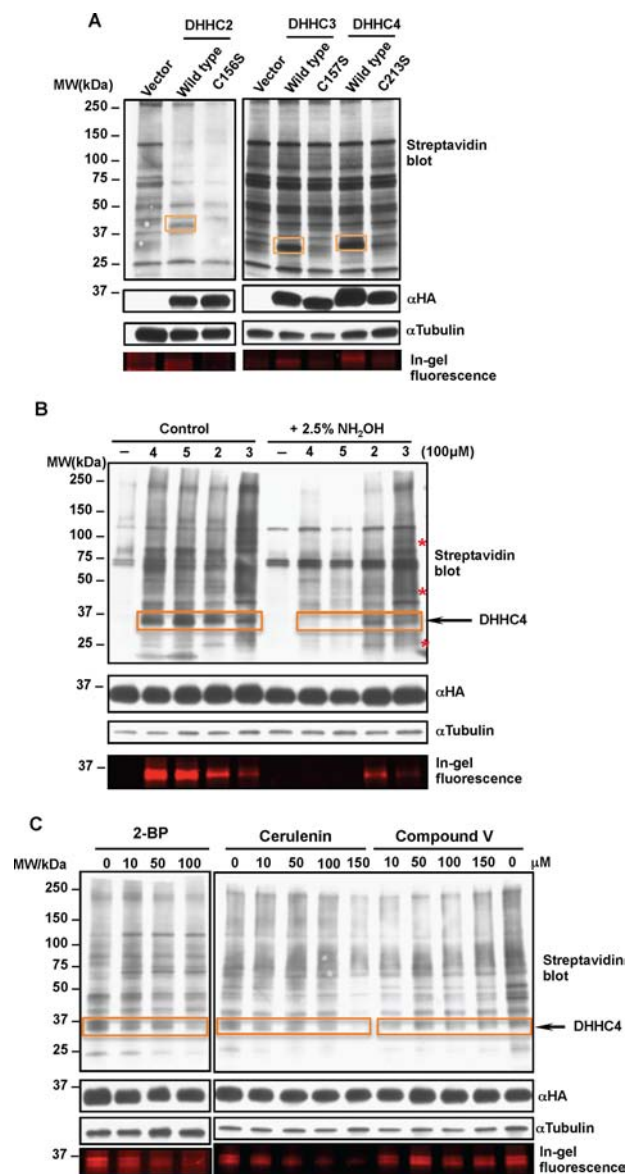 A
DHHC2 DHHC3 DHHC4
MW(kDa) Vector Wild type C156S Vector Wild type C157S Wild type C213S
250
150
100
75
50
37
25
Streptavidin
blot
37
αHA
αTubulin
In-gel
fluorescence
B
Control + 2.5% NH₂OH
MW(kDa) – 4 5 2 3 – 4 5 2 3 (100µM)
250
150
100
75
*
Streptavidin
blot
50
*
37
DHHC4
25
*
37
αHA
αTubulin
37
In-gel
fluorescence
C
2-BP Cerulenin Compound V
MW/kDa 0 10 50 100 0 10 50 100 150 10 50 100 150 0 µM
250
150
100
75
Streptavidin
blot
50
37
DHHC4
25
37
αHA
αTubulin
37
In-gel
fluorescence